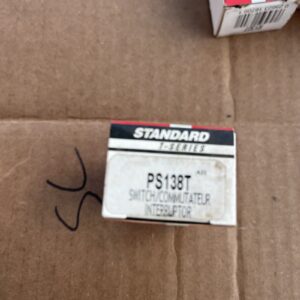 STANDARD
T-SERIES
PS138T
SWITCH/COMMUTATEUR
INTERRUPTOR